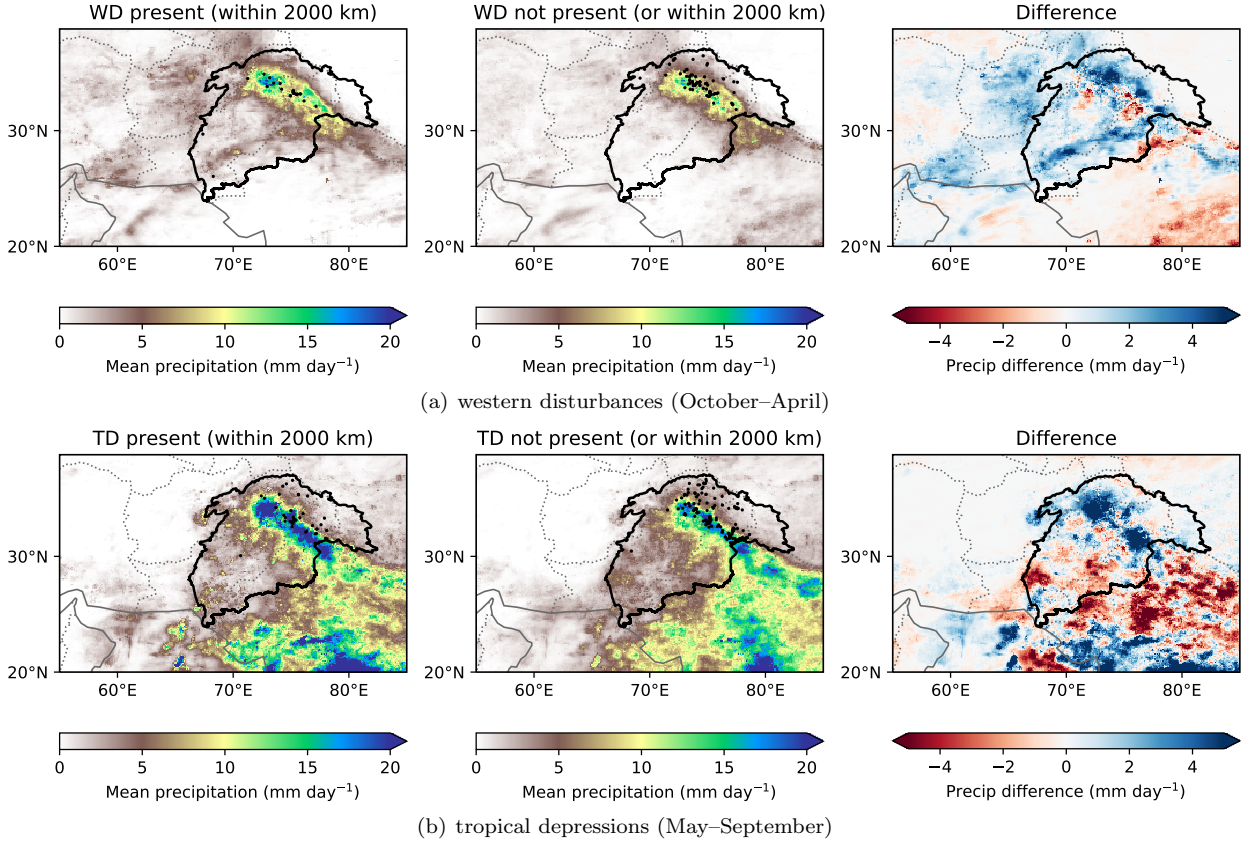 WD present (within 2000 km) WD not present (or within 2000 km) Difference
30°N 30°N 30°N
20°N 20°N 20°N
60°E 70°E 80°E 60°E 70°E 80°E 60°E 70°E 80°E
0 5 10 15 20 0 5 10 15 20 −4 −2 0 2 4
Mean precipitation (mm day⁻¹) Mean precipitation (mm day⁻¹) Precip difference (mm day⁻¹)
(a) western disturbances (October–April)
TD present (within 2000 km) TD not present (or within 2000 km) Difference
30°N 30°N 30°N
20°N 20°N 20°N
60°E 70°E 80°E 60°E 70°E 80°E 60°E 70°E 80°E
0 5 10 15 20 0 5 10 15 20 −4 −2 0 2 4
Mean precipitation (mm day⁻¹) Mean precipitation (mm day⁻¹) Precip difference (mm day⁻¹)
(b) tropical depressions (May–September)